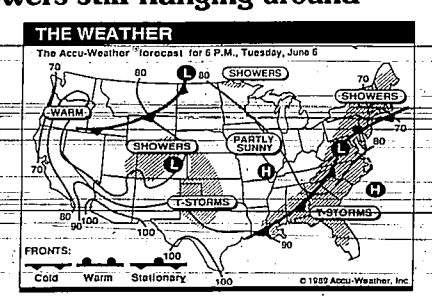 owers still hanging around
THE WEATHER
The Accu-Weather forecast for 6 P.M., Tuesday, June 6
70
80
L
80
SHOWERS
SHOWERS
70
WARM
70
SHOWERS
L
PARTLY
SUNNY
H
L
80
70
T-STORMS
H
T-STORMS
80
90
100
100
90
100
100
FRONTS:
Cold
Warm
Stationary
© 1989 Accu-Weather, Inc.